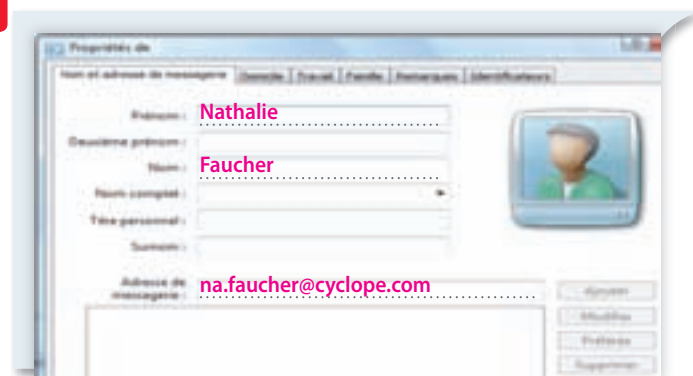 Propriétés de
Nom et adresse de messagerie Domicile Travail Famille Remarques Identificateurs
Prénom : Nathalie
Deuxième prénom :
Nom : Faucher
Nom complet :
Titre personnel :
Surnom :
Adresse de
messagerie : na.faucher@cyclope.com
Ajouter
Modifier
Préférée
Supprimer